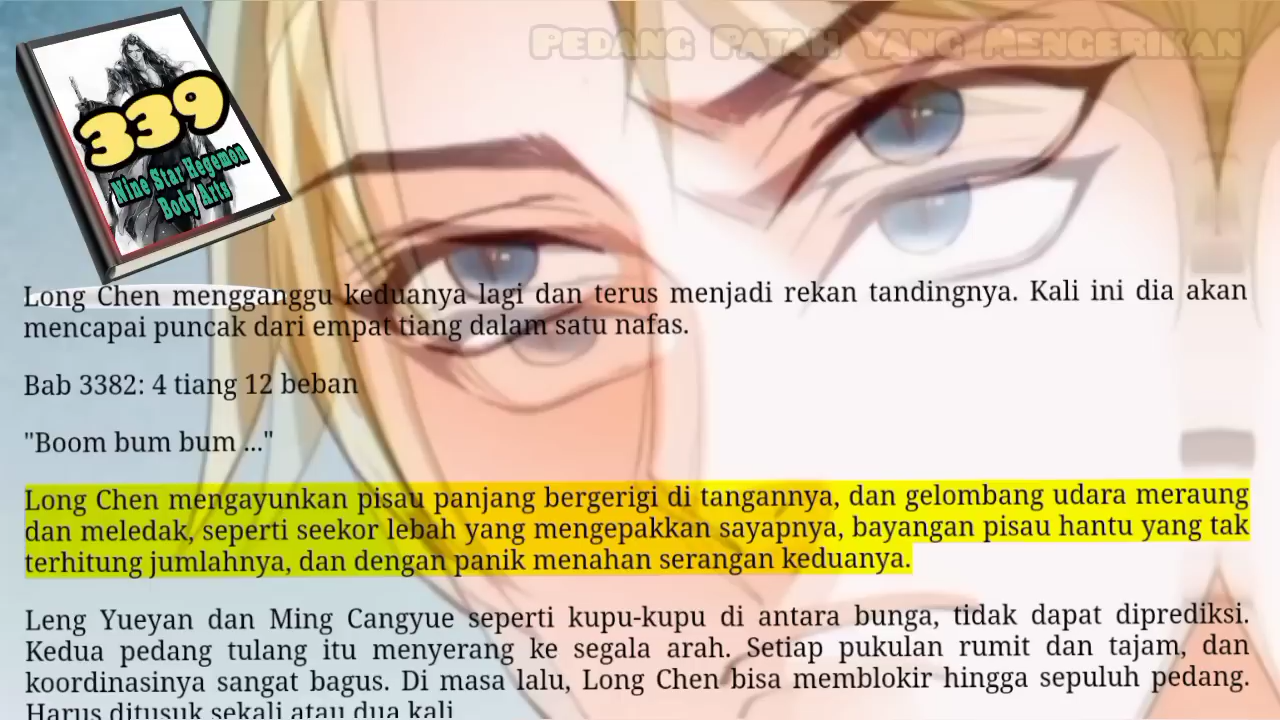 Pedang Patah yang Mengerikan
339
Nine Star Hegemon
Body Arts
Long Chen mengganggu keduanya lagi dan terus menjadi rekan tandingnya. Kali ini dia akan
mencapai puncak dari empat tiang dalam satu nafas.
Bab 3382: 4 tiang 12 beban
"Boom bum bum ..."
Long Chen mengayunkan pisau panjang bergerigi di tangannya, dan gelombang udara meraung
dan meledak, seperti seekor lebah yang mengepakkan sayapnya, bayangan pisau hantu yang tak
terhitung jumlahnya, dan dengan panik menahan serangan keduanya.
Leng Yueyan dan Ming Cangyue seperti kupu-kupu di antara bunga, tidak dapat diprediksi.
Kedua pedang tulang itu menyerang ke segala arah. Setiap pukulan rumit dan tajam, dan
koordinasinya sangat bagus. Di masa lalu, Long Chen bisa memblokir hingga sepuluh pedang.
Harus ditusuk sekali atau dua kali